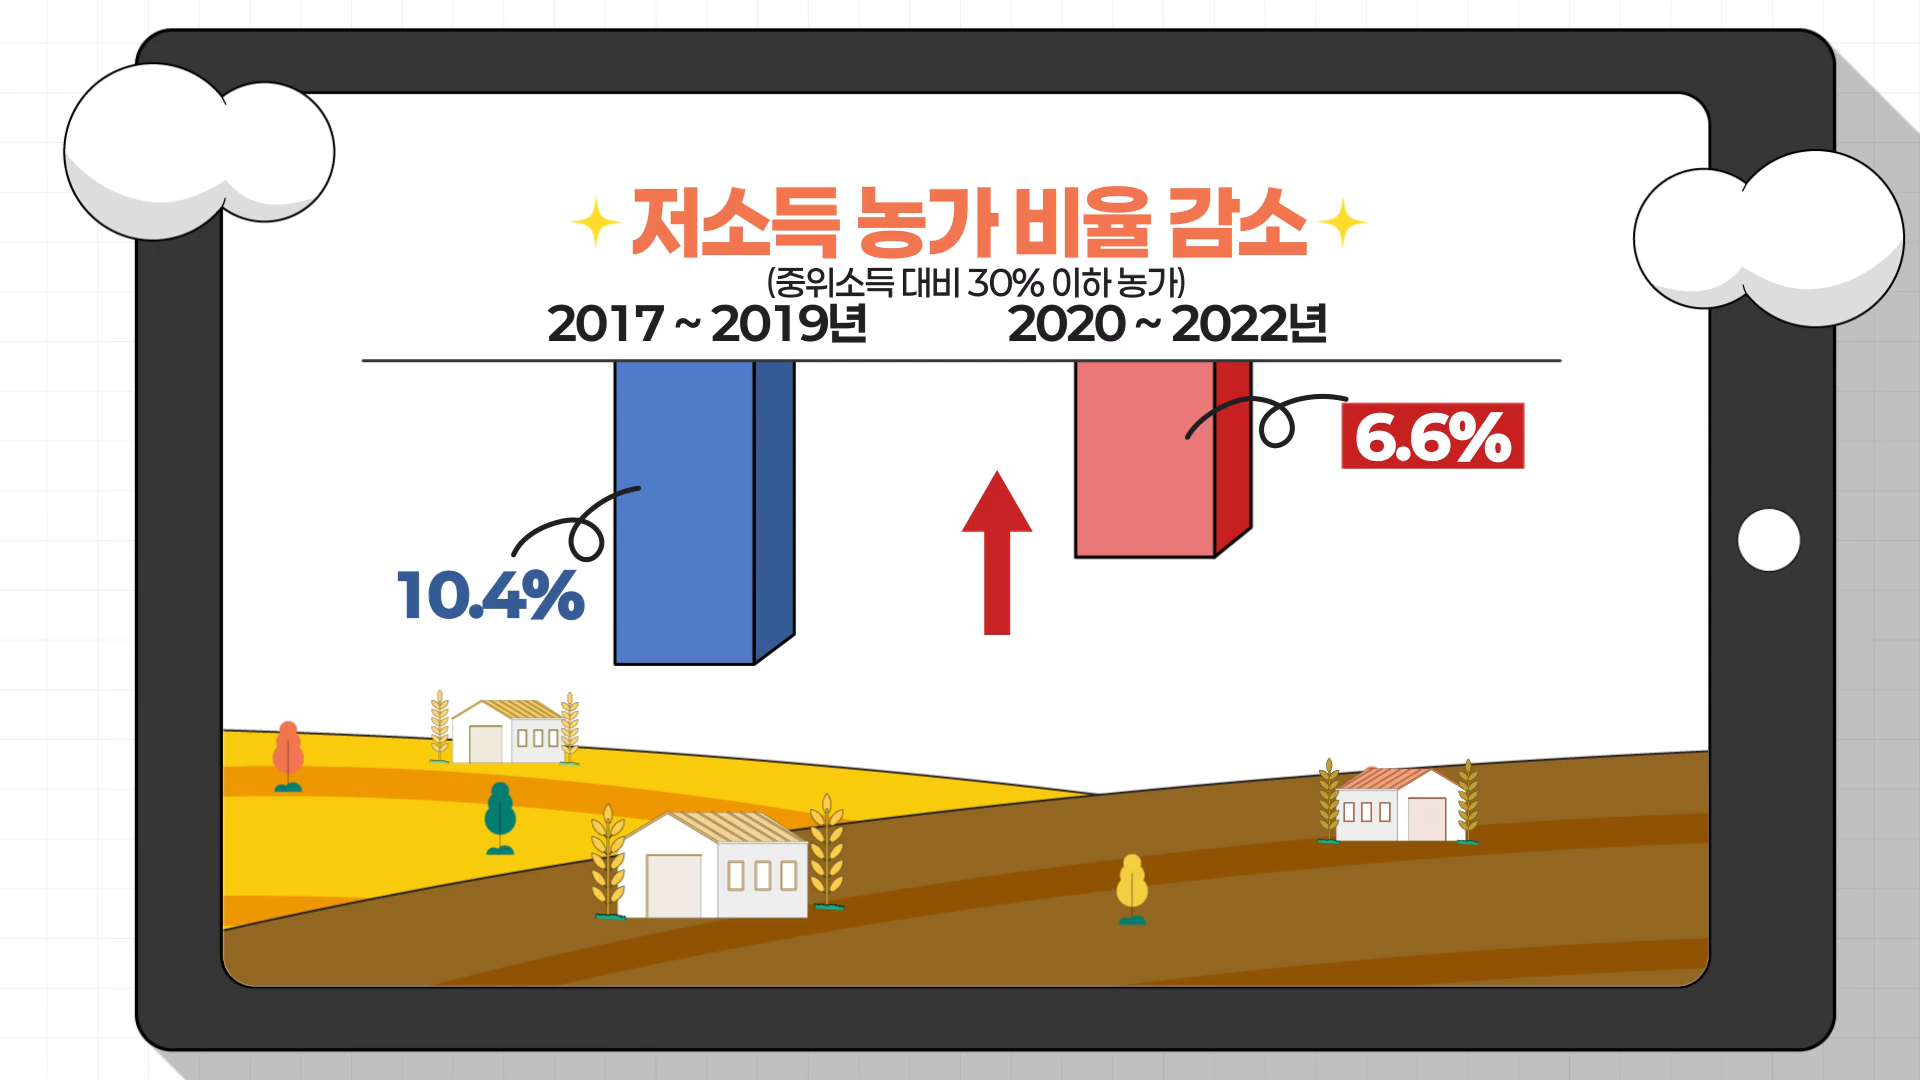 저소득 농가 비율 감소
(중위소득 대비 30% 이하 농가)
2017 ~ 2019년
2020 ~ 2022년
6.6%
10.4%